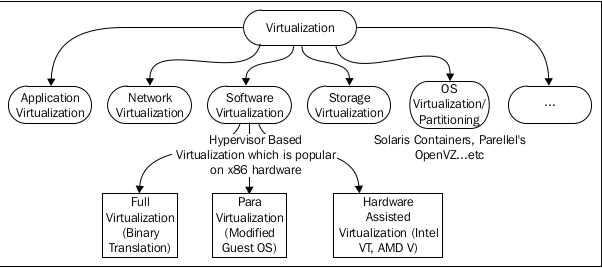 Virtualization
Application
Virtualization
Network
Virtualization
Software
Virtualization
Storage
Virtualization
OS
Virtualization/
Partitioning
...
Hypervisor Based
Virtualization which is popular
on x86 hardware
Solaris Containers, Parellel's
OpenVZ...etc
Full
Virtualization
(Binary
Translation)
Para
Virtualization
(Modified
Guest OS)
Hardware
Assisted
Virtualization (Intel
VT, AMD V)